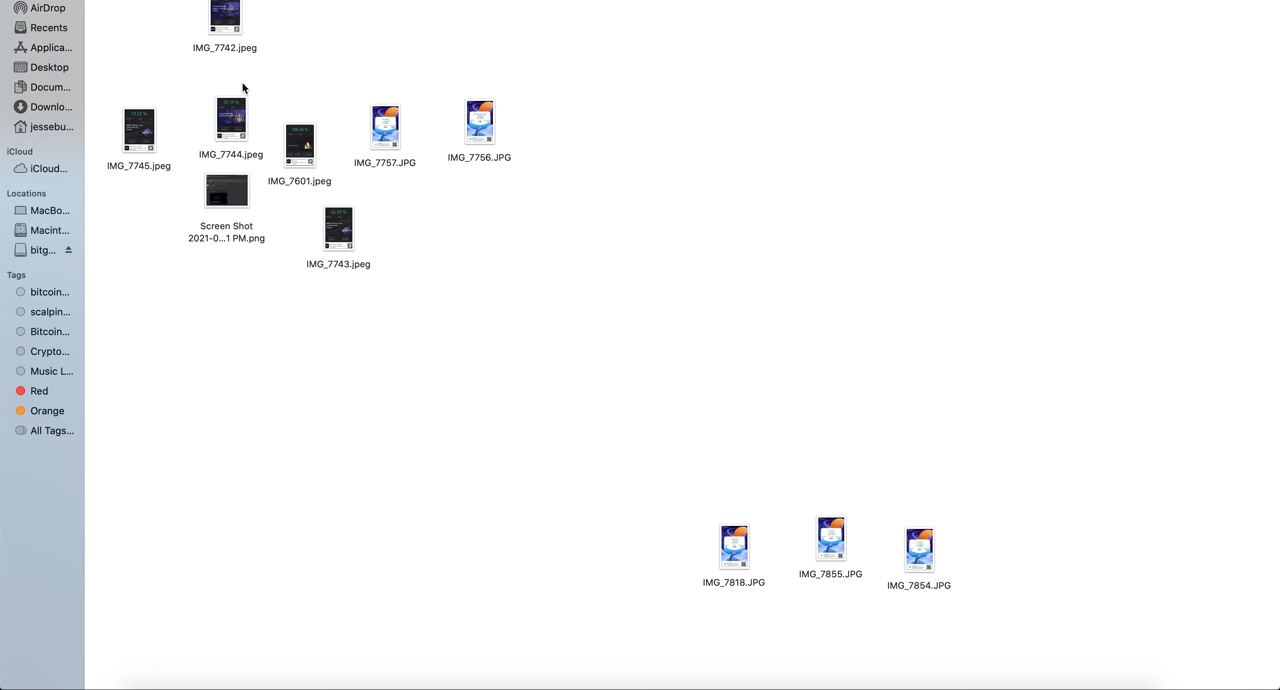 AirDrop
Recents
Applica...
Desktop
Docum...
Downlo...
jessebu...
iCloud
iCloud...
Locations
MacBo...
Macint...
bitg...
Tags
bitcoin...
scalpin...
Bitcoin...
Crypto...
Music L...
Red
Orange
All Tags...
IMG_7742.jpeg
IMG_7745.jpeg
IMG_7744.jpeg
IMG_7601.jpeg
IMG_7757.JPG
IMG_7756.JPG
Screen Shot
2021-0...1 PM.png
IMG_7743.jpeg
IMG_7818.JPG
IMG_7855.JPG
IMG_7854.JPG